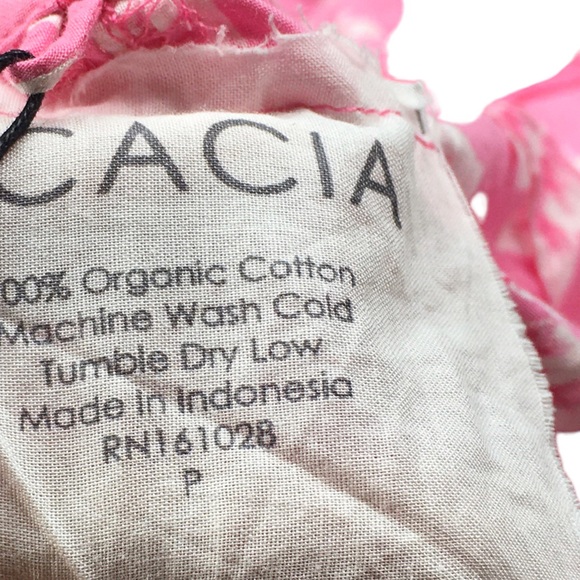 CACIA
00% Organic Cotton
Machine Wash Cold
Tumble Dry Low
Made In Indonesia
RN161028
P